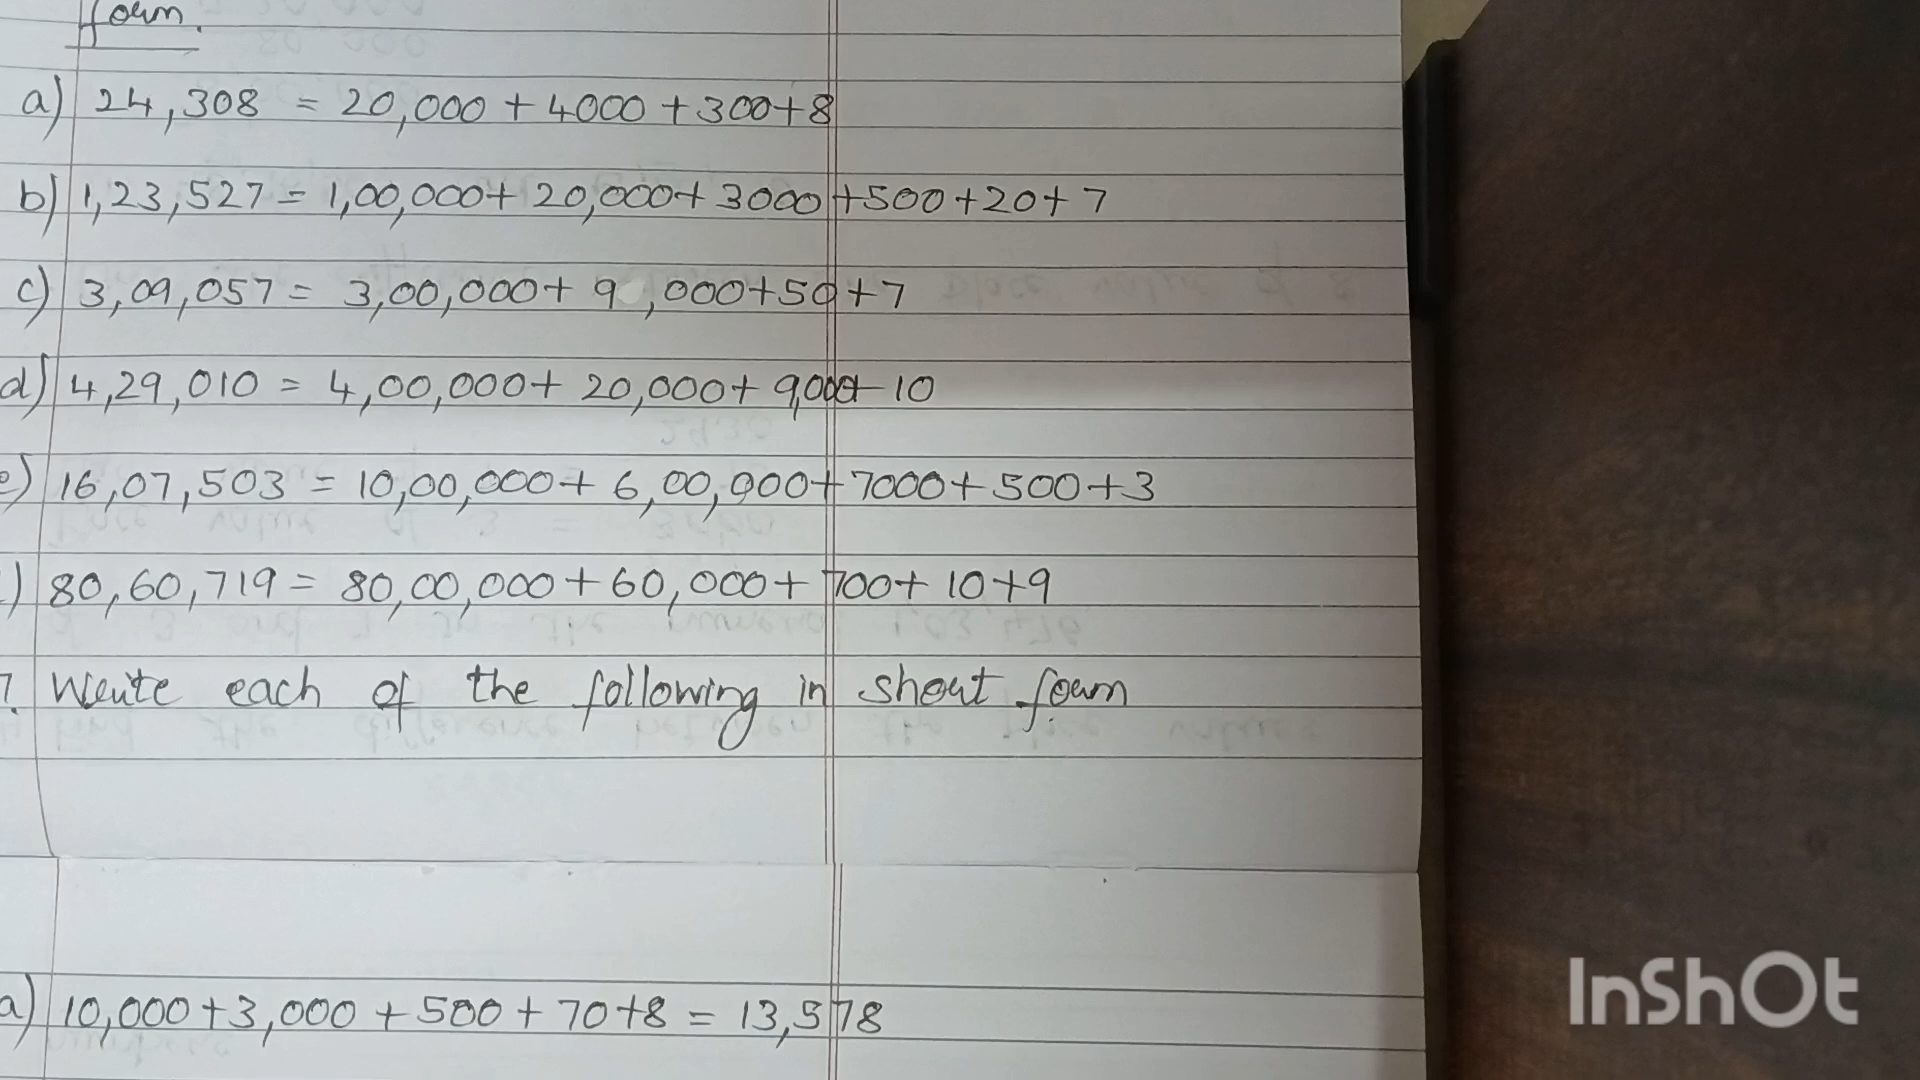 form.
a) 24,308 = 20,000 + 4000 + 300 + 8
b) 1,23,527 = 1,00,000 + 20,000 + 3000 + 500 + 20 + 7
c) 3,09,057 = 3,00,000 + 9 ,000 + 50 + 7
d) 4,29,010 = 4,00,000 + 20,000 + 9,000 + 10
e) 16,07,503 = 10,00,000 + 6,00,000 + 7000 + 500 + 3
) 80,60,719 = 80,00,000 + 60,000 + 700 + 10 + 9
7. Write each of the following in short form
a) 10,000 + 3,000 + 500 + 70 + 8 = 13,578
InShOt